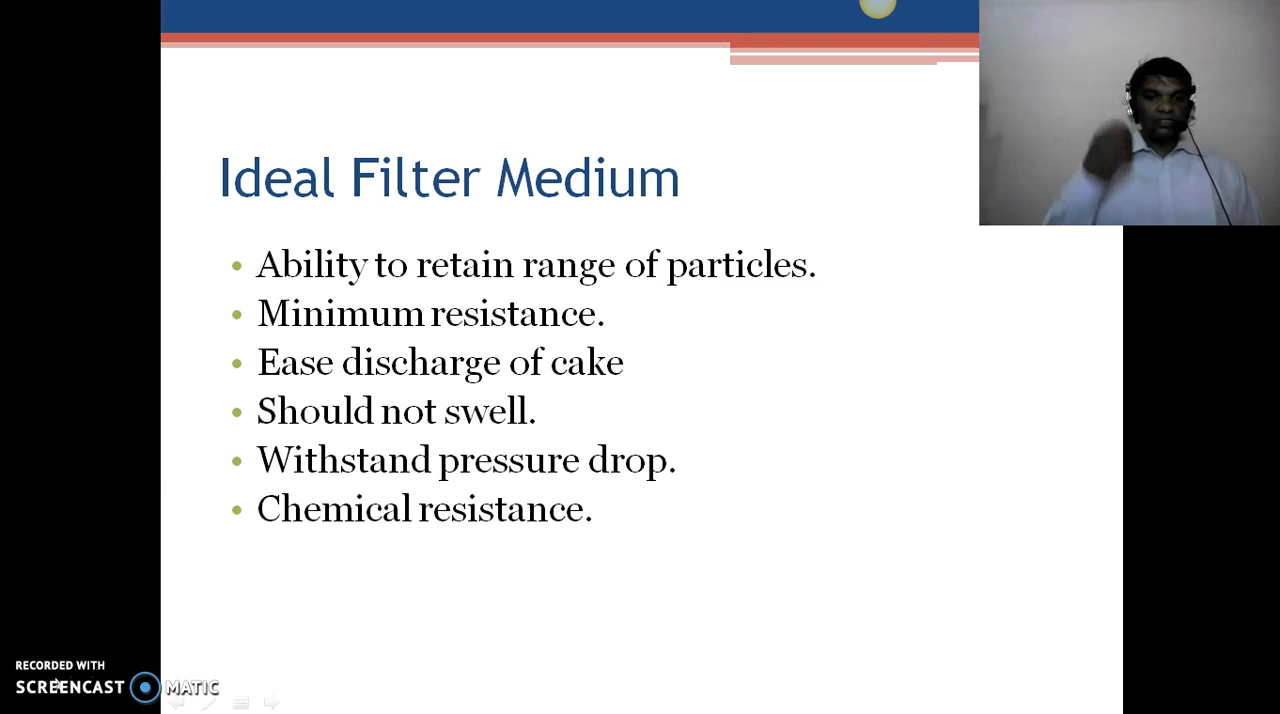 Ideal Filter Medium
• Ability to retain range of particles.
• Minimum resistance.
• Ease discharge of cake
• Should not swell.
• Withstand pressure drop.
• Chemical resistance.
RECORDED WITH
SCREENCAST MATIC